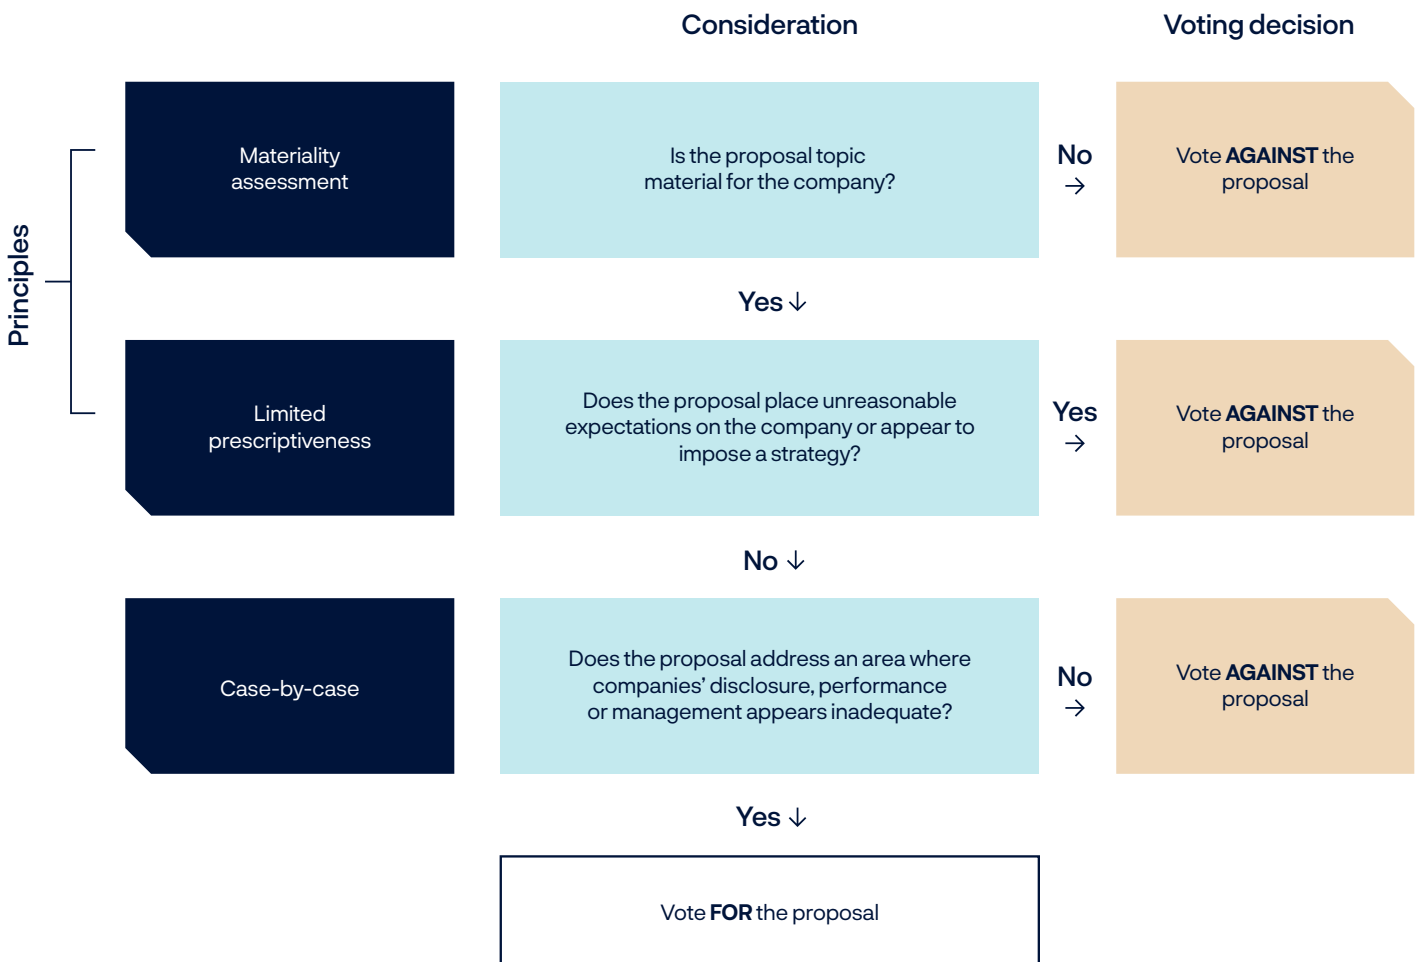 Consideration
Voting decision
Principles
Materiality
assessment
Is the proposal topic
material for the company?
No
→
Vote AGAINST the
proposal
Yes ↓
Limited
prescriptiveness
Does the proposal place unreasonable
expectations on the company or appear to
impose a strategy?
Yes
→
Vote AGAINST the
proposal
No ↓
Case-by-case
Does the proposal address an area where
companies’ disclosure, performance
or management appears inadequate?
No
→
Vote AGAINST the
proposal
Yes ↓
Vote FOR the proposal